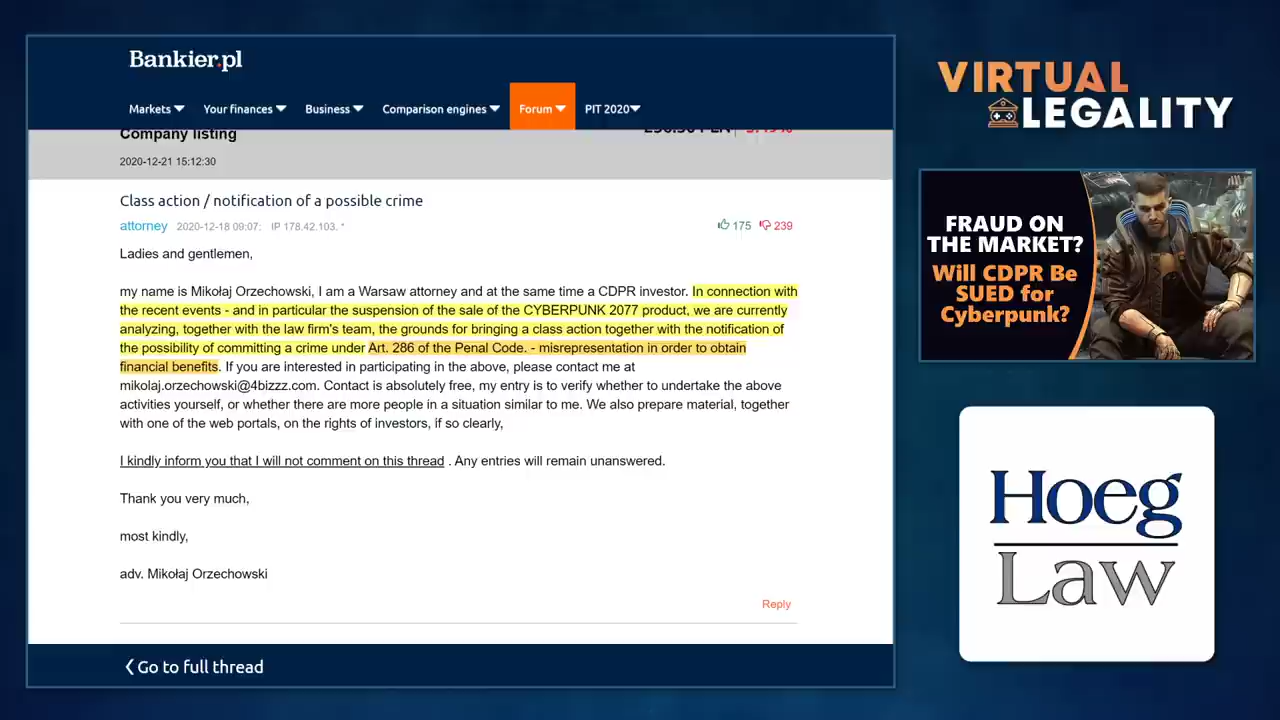 Bankier.pl
Markets Your finances Business Comparison engines Forum PIT 2020
Company listing
2020-12-21 15:12:30
Class action / notification of a possible crime
attorney 2020-12-18 09:07: IP 178.42.103. *
175 239
Ladies and gentlemen,
my name is Mikołaj Orzechowski, I am a Warsaw attorney and at the same time a CDPR investor. In connection with
the recent events - and in particular the suspension of the sale of the CYBERPUNK 2077 product, we are currently
analyzing, together with the law firm's team, the grounds for bringing a class action together with the notification of
the possibility of committing a crime under Art. 286 of the Penal Code. - misrepresentation in order to obtain
financial benefits. If you are interested in participating in the above, please contact me at
mikolaj.orzechowski@4bizzz.com. Contact is absolutely free, my entry is to verify whether to undertake the above
activities yourself, or whether there are more people in a situation similar to me. We also prepare material, together
with one of the web portals, on the rights of investors, if so clearly,
I kindly inform you that I will not comment on this thread . Any entries will remain unanswered.
Thank you very much,
most kindly,
adv. Mikołaj Orzechowski
Reply
Go to full thread
VIRTUAL
LEGALITY
FRAUD ON
THE MARKET?
Will CDPR Be
SUED for
Cyberpunk?
Hoeg
Law